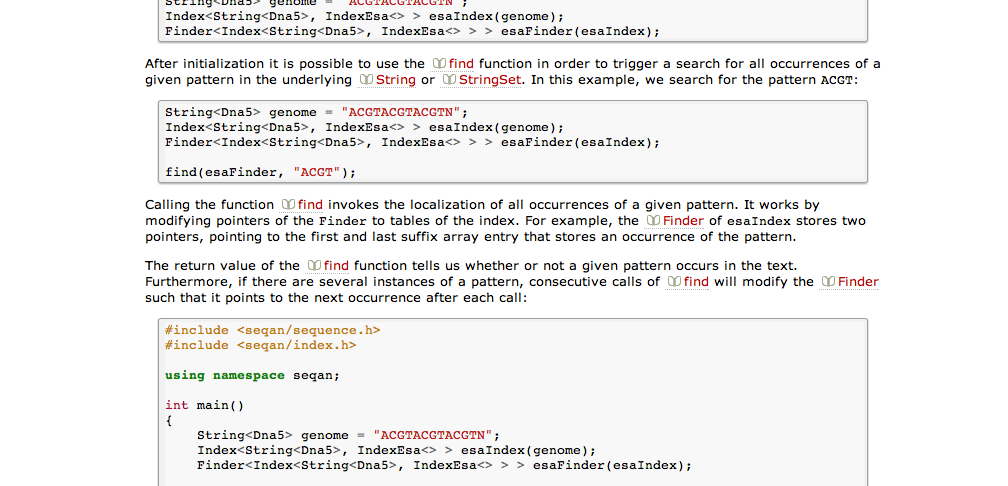 String<Dna5> genome = "ACGTACGTACGTN";
Index<String<Dna5>, IndexEsa<> > esaIndex(genome);
Finder<Index<String<Dna5>, IndexEsa<> > > esaFinder(esaIndex);
After initialization it is possible to use the find function in order to trigger a search for all occurrences of a
given pattern in the underlying String or StringSet. In this example, we search for the pattern ACGT:
String<Dna5> genome = "ACGTACGTACGTN";
Index<String<Dna5>, IndexEsa<> > esaIndex(genome);
Finder<Index<String<Dna5>, IndexEsa<> > > esaFinder(esaIndex);
find(esaFinder, "ACGT");
Calling the function find invokes the localization of all occurrences of a given pattern. It works by
modifying pointers of the Finder to tables of the index. For example, the Finder of esaIndex stores two
pointers, pointing to the first and last suffix array entry that stores an occurrence of the pattern.
The return value of the find function tells us whether or not a given pattern occurs in the text.
Furthermore, if there are several instances of a pattern, consecutive calls of find will modify the Finder
such that it points to the next occurrence after each call:
#include <seqan/sequence.h>
#include <seqan/index.h>
using namespace seqan;
int main()
{
String<Dna5> genome = "ACGTACGTACGTN";
Index<String<Dna5>, IndexEsa<> > esaIndex(genome);
Finder<Index<String<Dna5>, IndexEsa<> > > esaFinder(esaIndex);